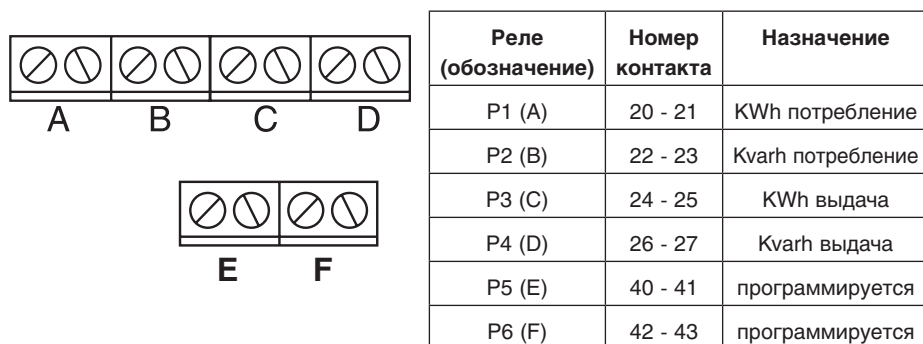 A B C D
E F
Реле (обозначение) Номер контакта Назначение
P1 (A) 20 - 21 KWh потребление
P2 (B) 22 - 23 Kvarh потребление
P3 (C) 24 - 25 KWh выдача
P4 (D) 26 - 27 Kvarh выдача
P5 (E) 40 - 41 программируется
P6 (F) 42 - 43 программируется